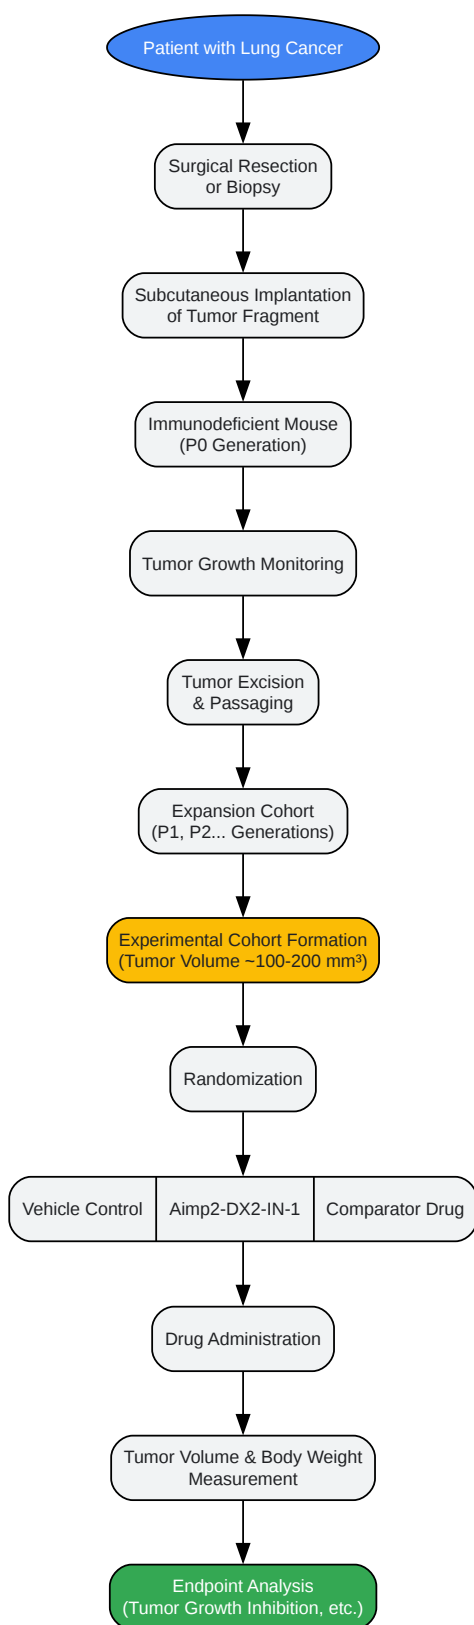 Patient with Lung Cancer
Surgical Resection
or Biopsy
Subcutaneous Implantation
of Tumor Fragment
Immunodeficient Mouse
(P0 Generation)
Tumor Growth Monitoring
Tumor Excision
& Passaging
Expansion Cohort
(P1, P2... Generations)
Experimental Cohort Formation
(Tumor Volume ~100-200 mm³)
Randomization
Vehicle Control
Aimp2-DX2-IN-1
Comparator Drug
Drug Administration
Tumor Volume & Body Weight
Measurement
Endpoint Analysis
(Tumor Growth Inhibition, etc.)